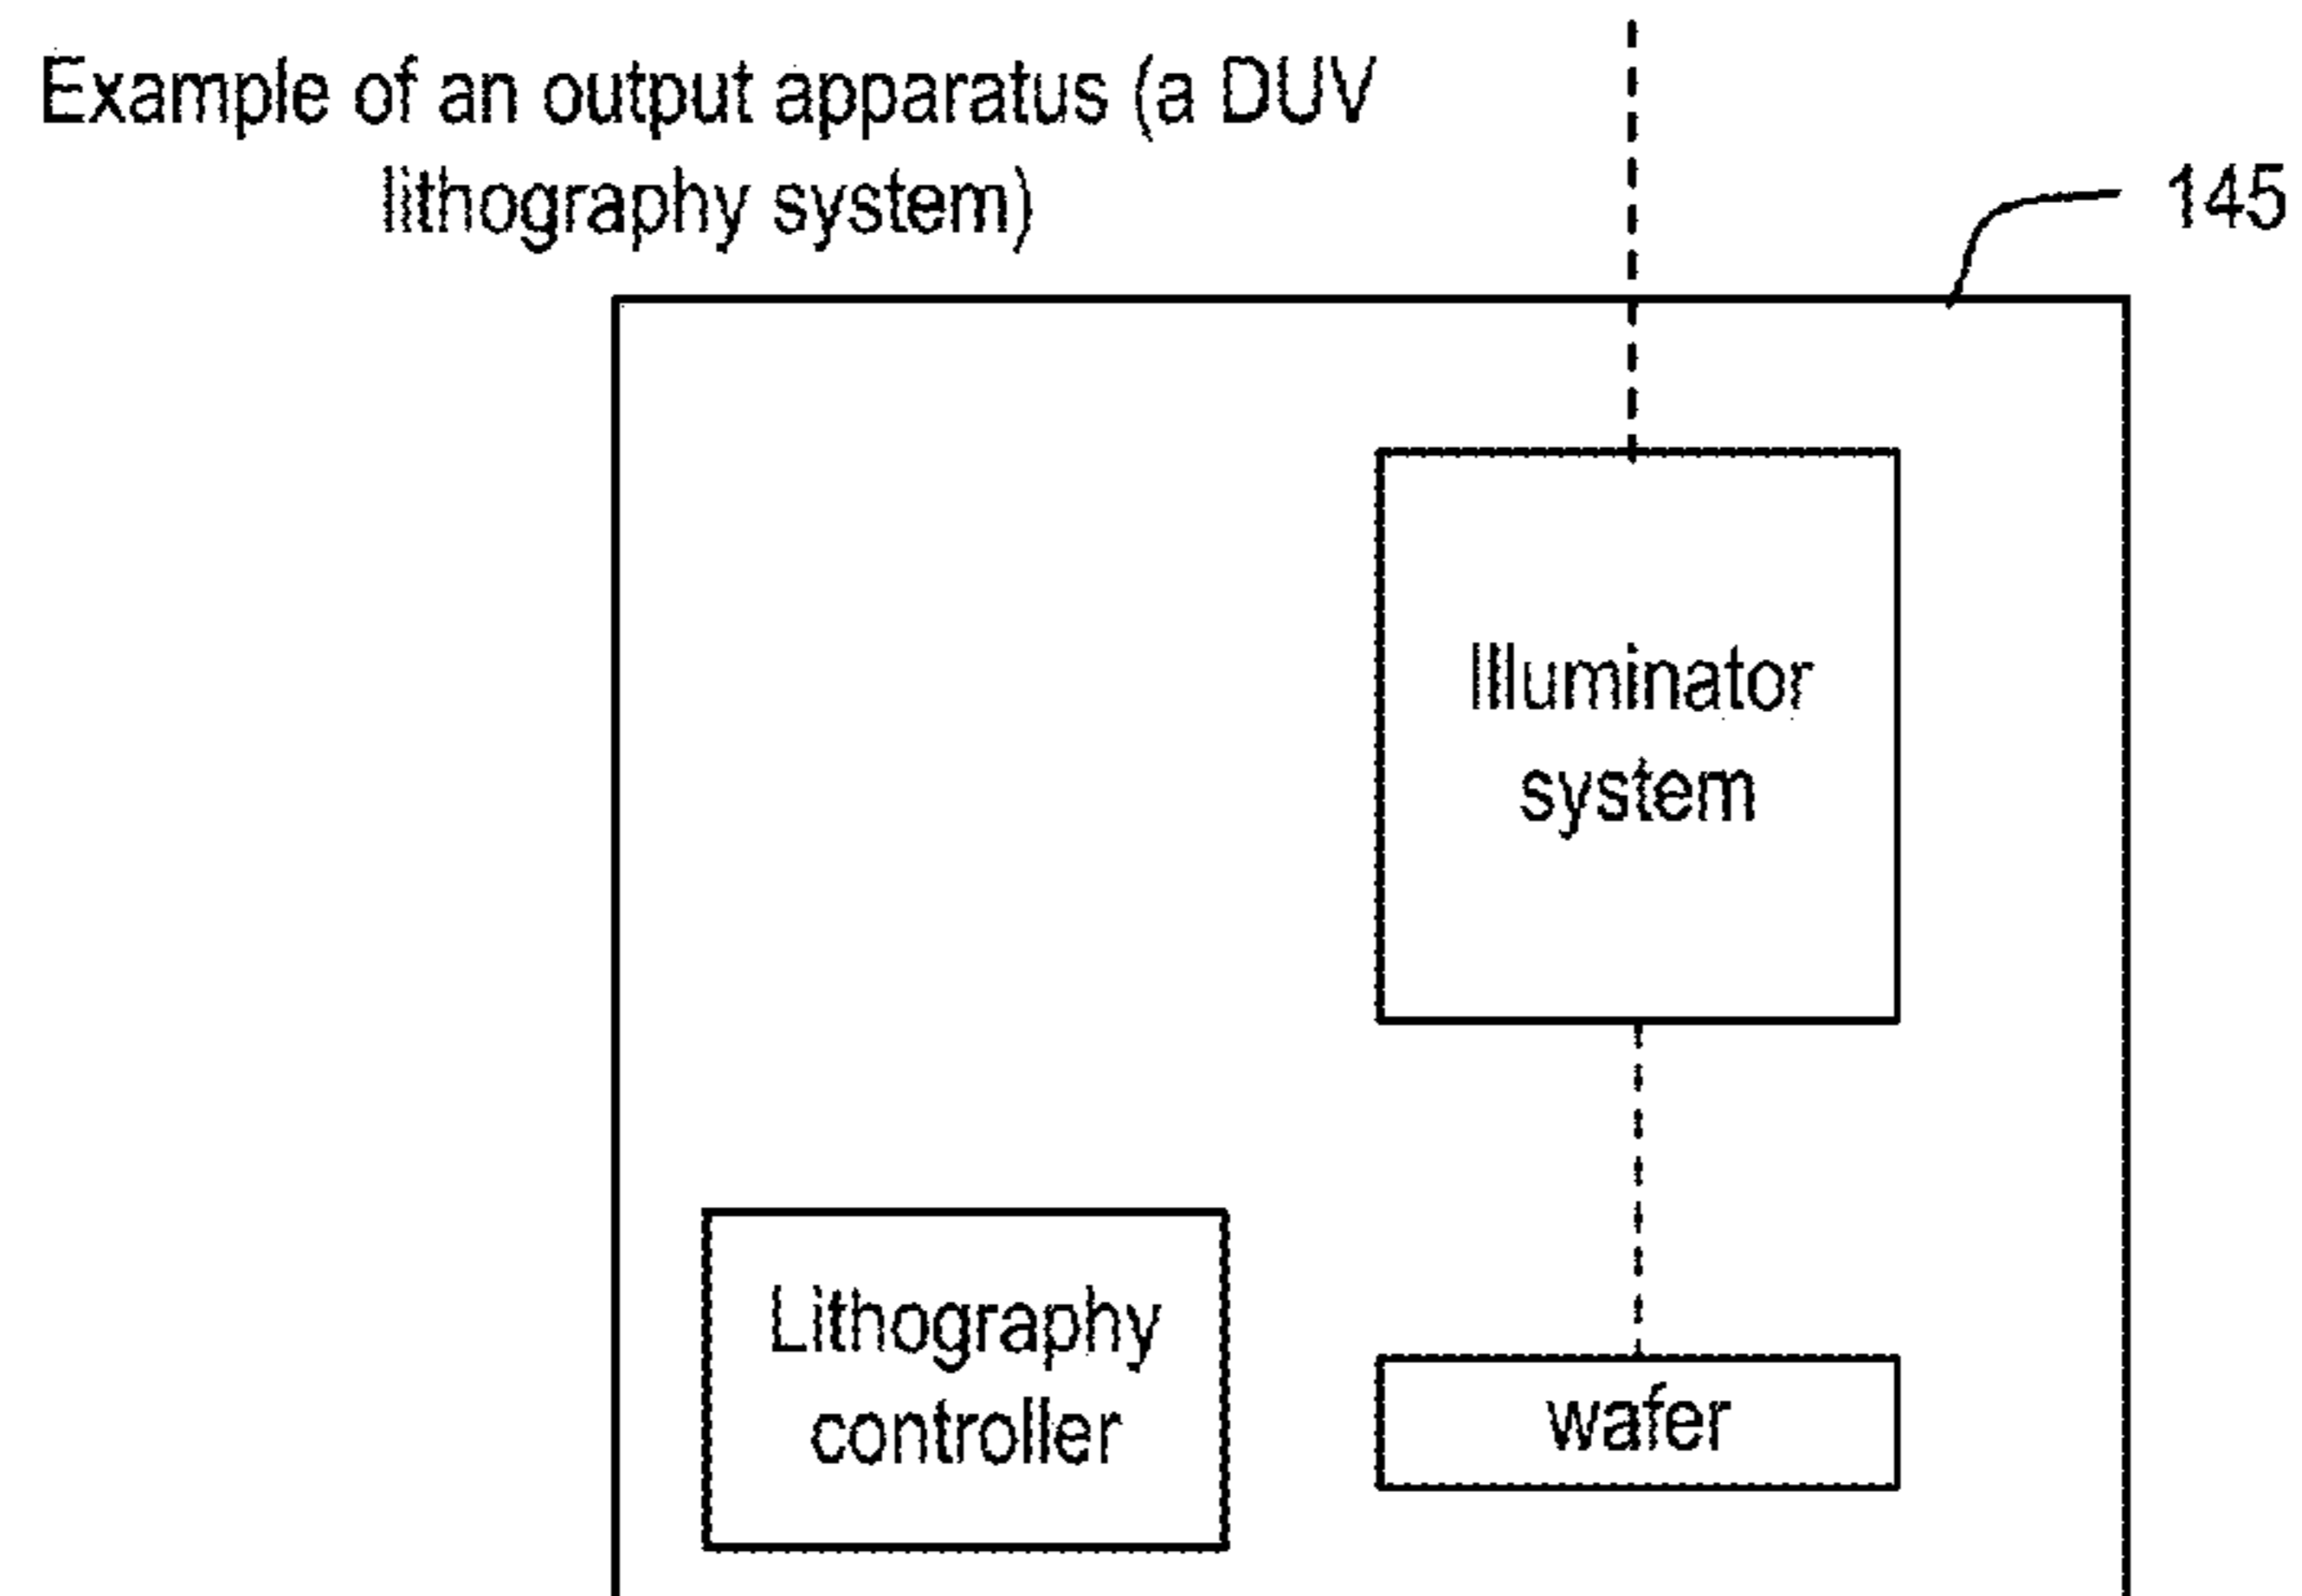 Example of an output apparatus (a DUV
lithography system)
145
Illuminator
system
Lithography
controller
wafer